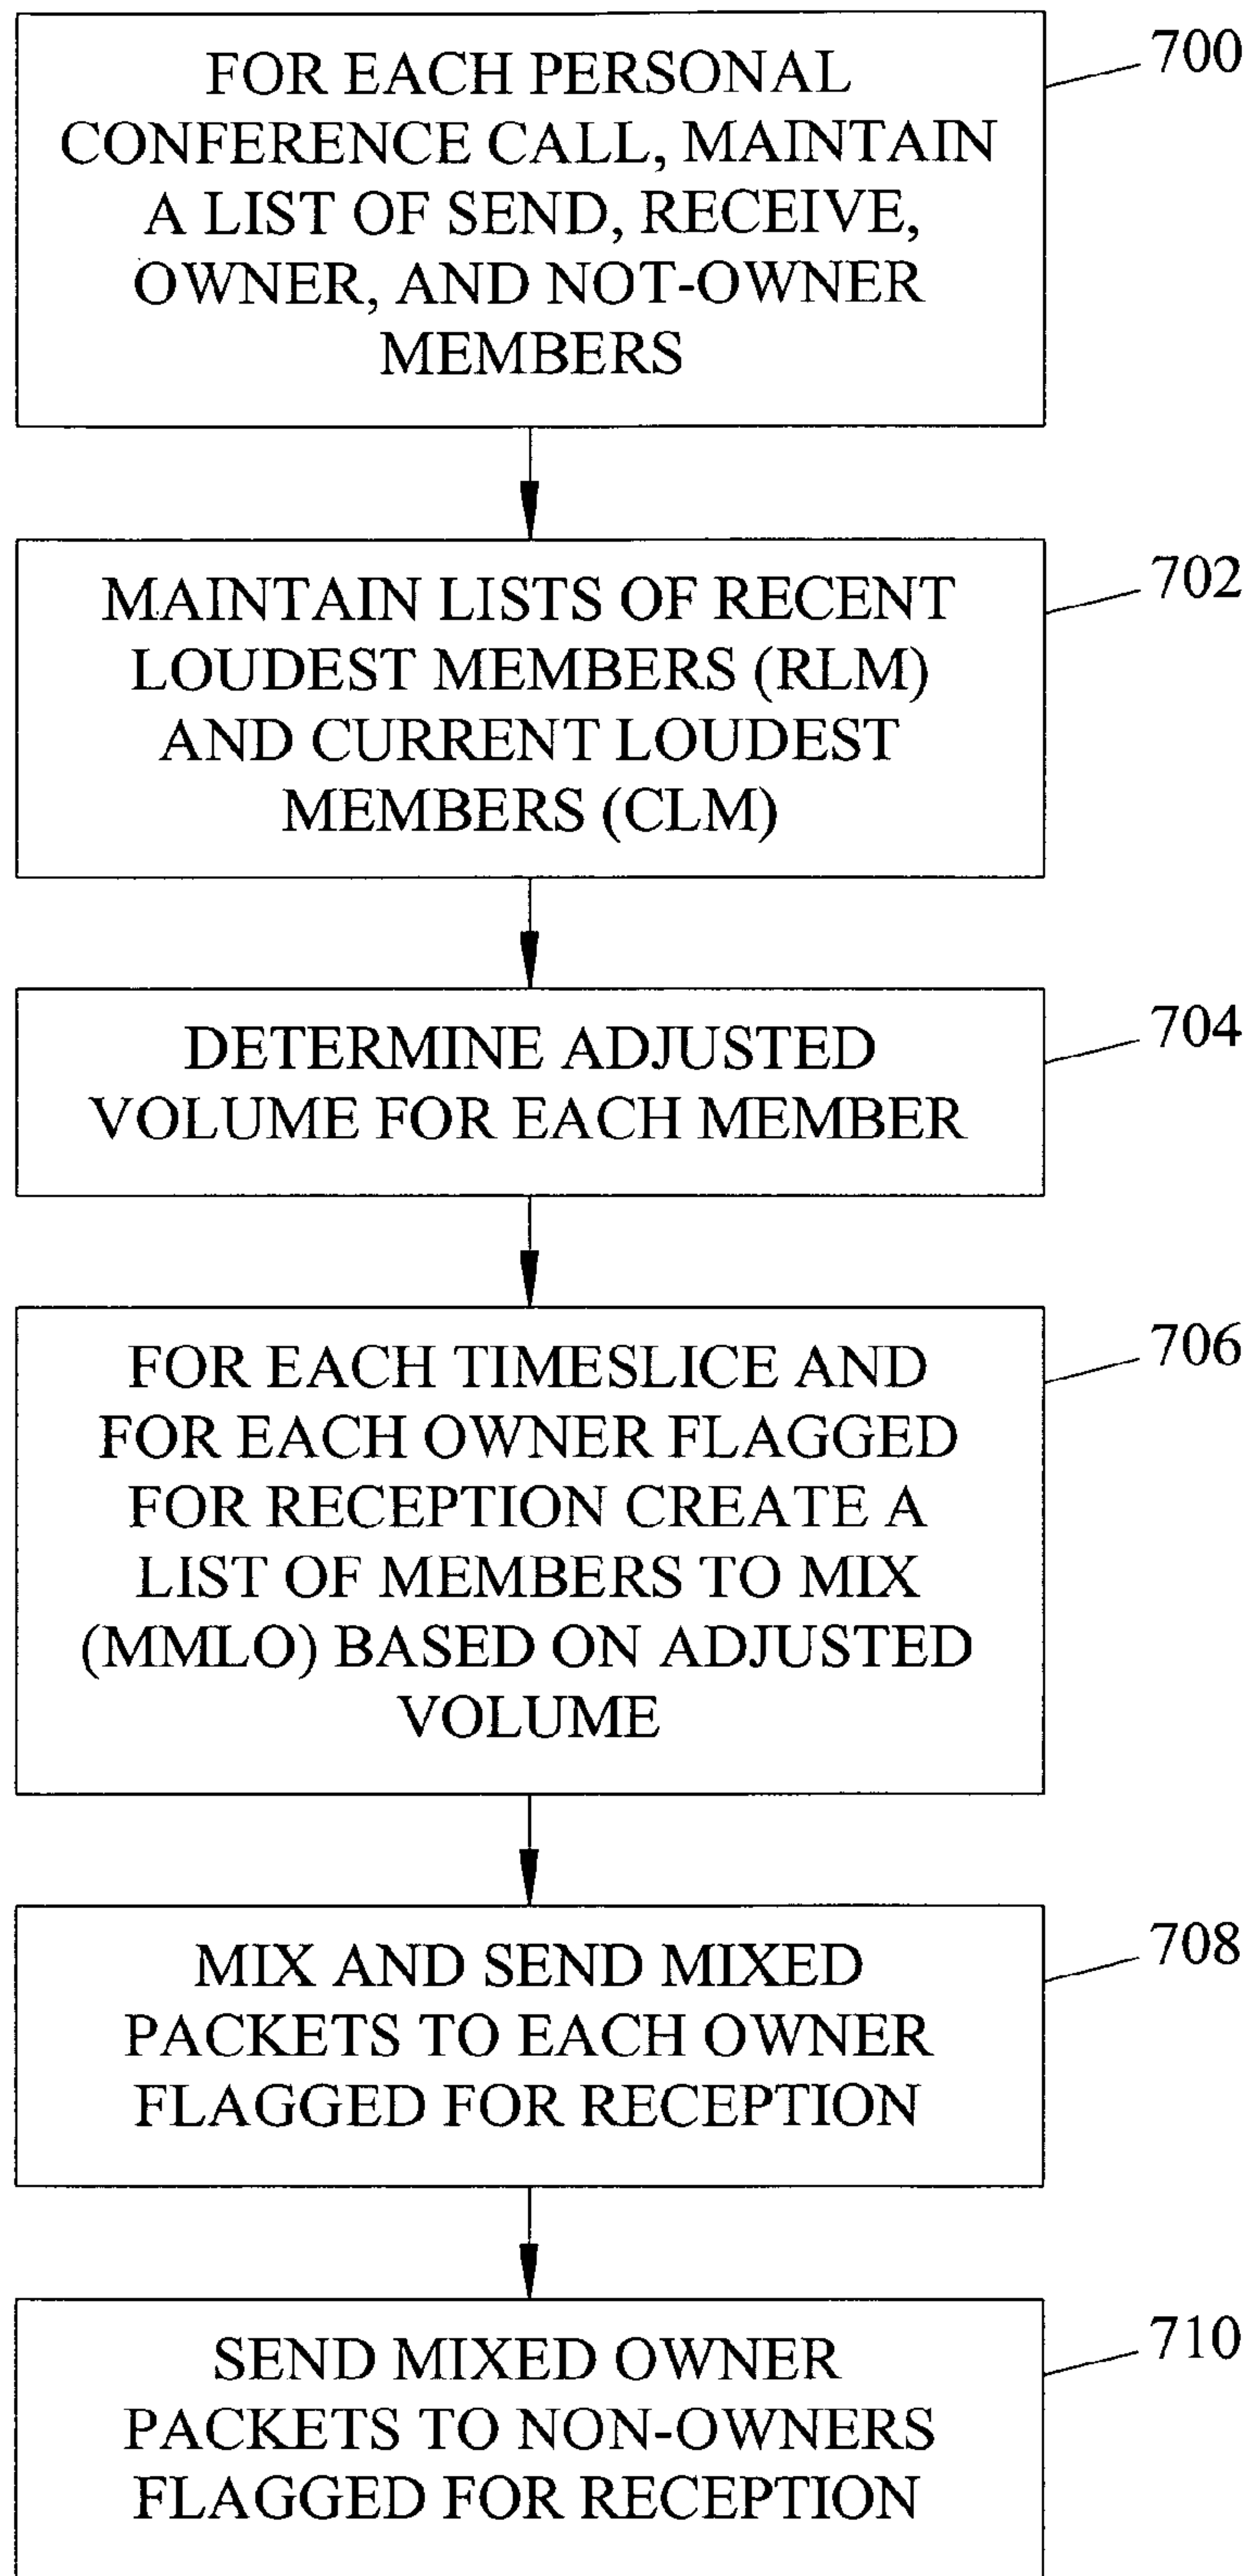 FOR EACH PERSONAL
CONFERENCE CALL, MAINTAIN
A LIST OF SEND, RECEIVE,
OWNER, AND NOT-OWNER
MEMBERS
700
MAINTAIN LISTS OF RECENT
LOUDEST MEMBERS (RLM)
AND CURRENT LOUDEST
MEMBERS (CLM)
702
DETERMINE ADJUSTED
VOLUME FOR EACH MEMBER
704
FOR EACH TIMESLICE AND
FOR EACH OWNER FLAGGED
FOR RECEPTION CREATE A
LIST OF MEMBERS TO MIX
(MMLO) BASED ON ADJUSTED
VOLUME
706
MIX AND SEND MIXED
PACKETS TO EACH OWNER
FLAGGED FOR RECEPTION
708
SEND MIXED OWNER
PACKETS TO NON-OWNERS
FLAGGED FOR RECEPTION
710